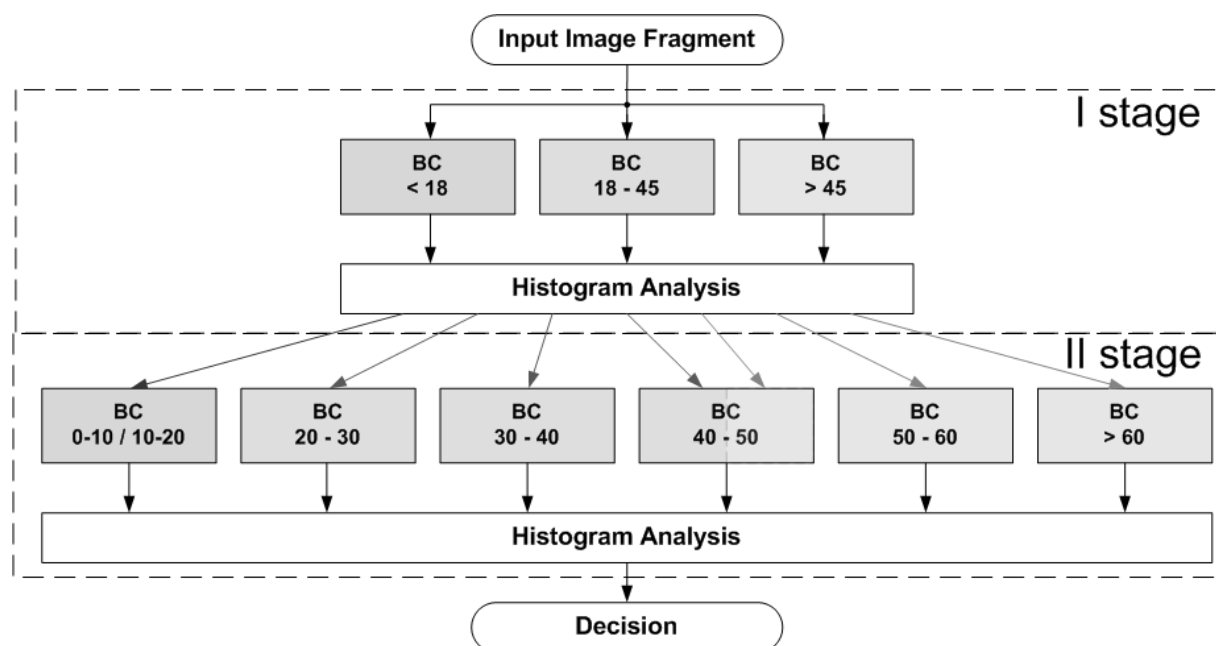 Input Image Fragment
I stage
BC
< 18
BC
18 - 45
BC
> 45
Histogram Analysis
II stage
BC
0-10 / 10-20
BC
20 - 30
BC
30 - 40
BC
40 - 50
BC
50 - 60
BC
> 60
Histogram Analysis
Decision